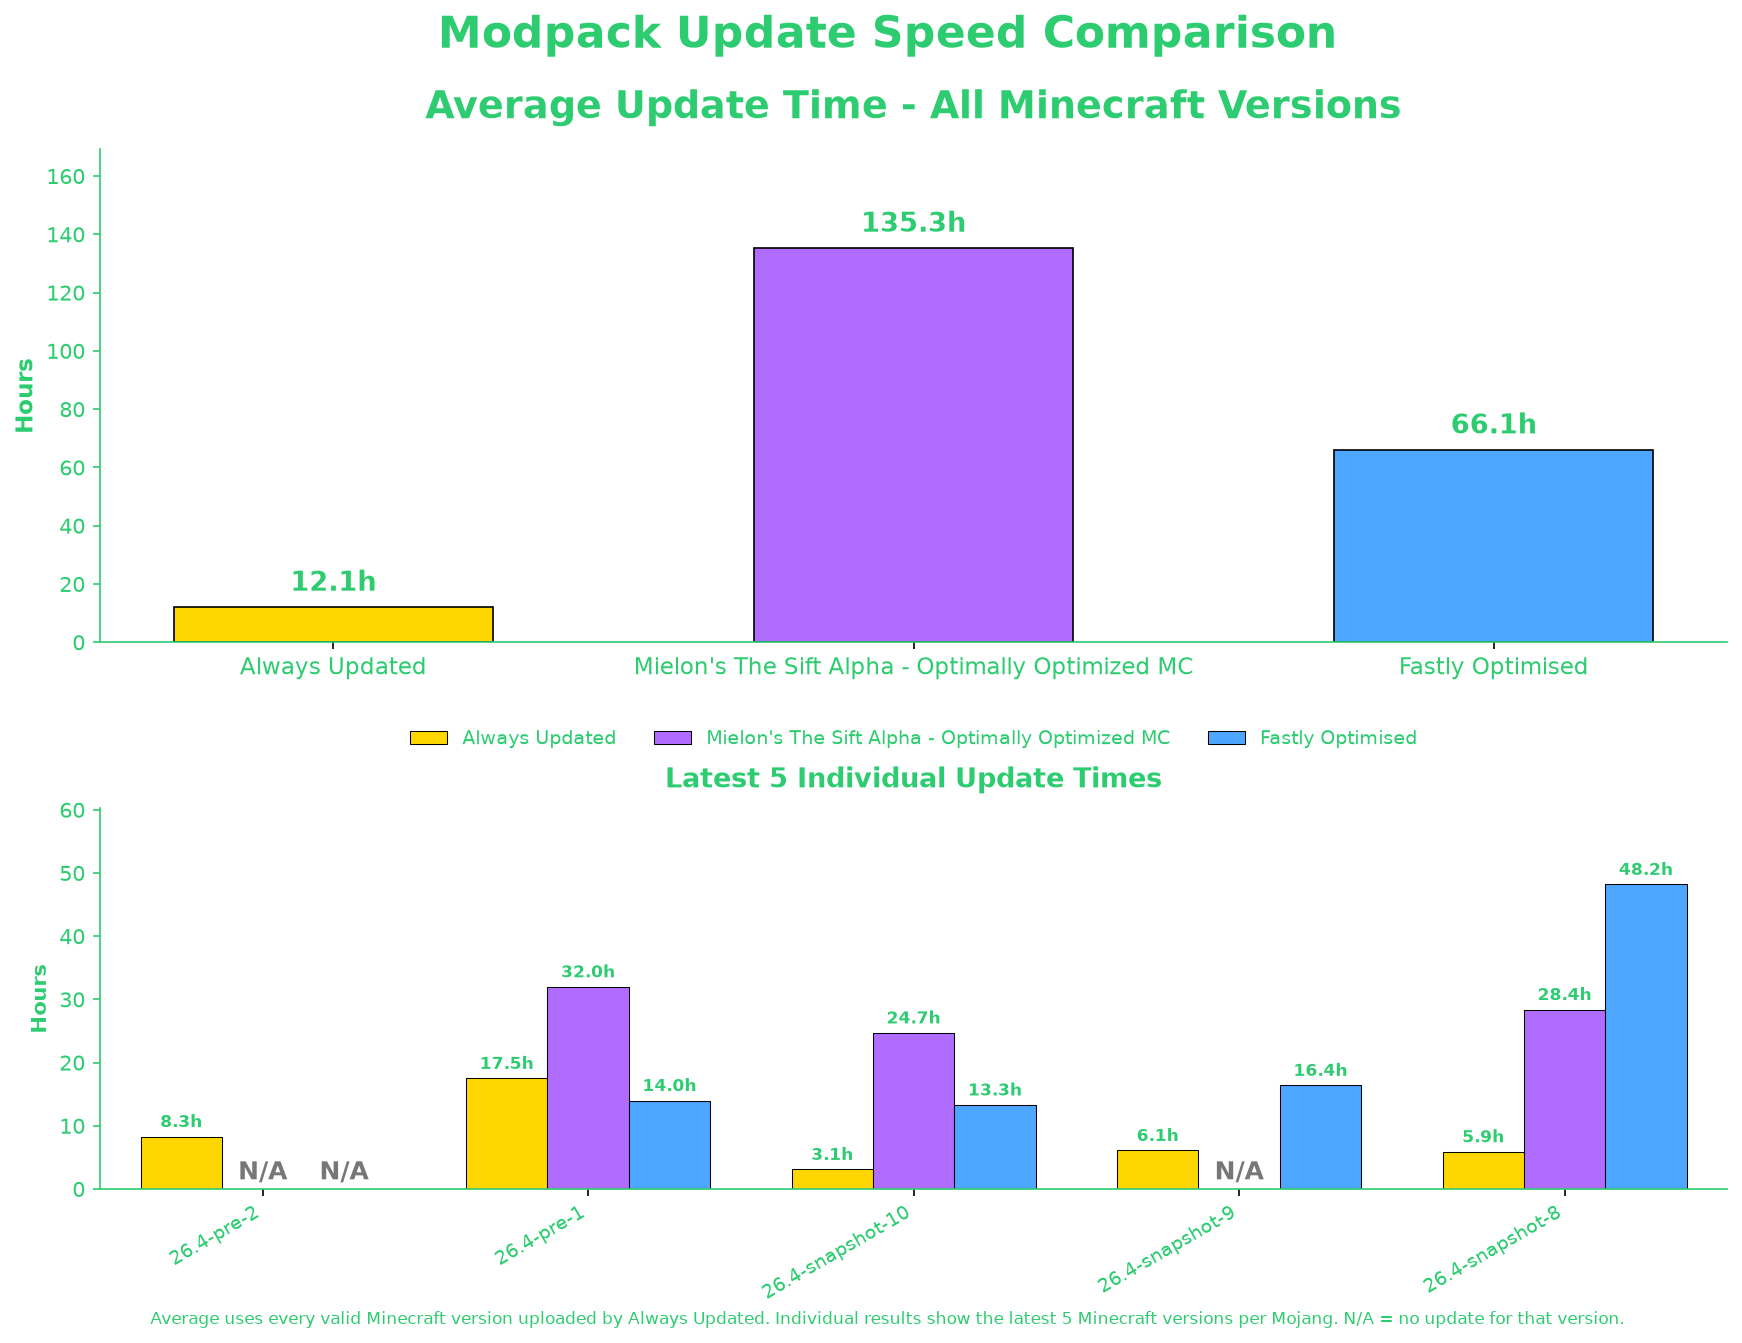 Modpack Update Speed Comparison
Average Update Time - All Minecraft Versions
Hours
160
140
120
100
80
60
40
20
0
12.1h
135.3h
66.1h
Always Updated
Mielon's The Sift Alpha - Optimally Optimized MC
Fastly Optimised
Always Updated
Mielon's The Sift Alpha - Optimally Optimized MC
Fastly Optimised
Latest 5 Individual Update Times
Hours
60
50
40
30
20
10
0
8.3h
N/A
N/A
17.5h
32.0h
14.0h
3.1h
24.7h
13.3h
6.1h
N/A
16.4h
5.9h
28.4h
48.2h
26.4-pre-2
26.4-pre-1
26.4-snapshot-10
26.4-snapshot-9
26.4-snapshot-8
Average uses every valid Minecraft version uploaded by Always Updated. Individual results show the latest 5 Minecraft versions per Mojang. N/A = no update for that version.